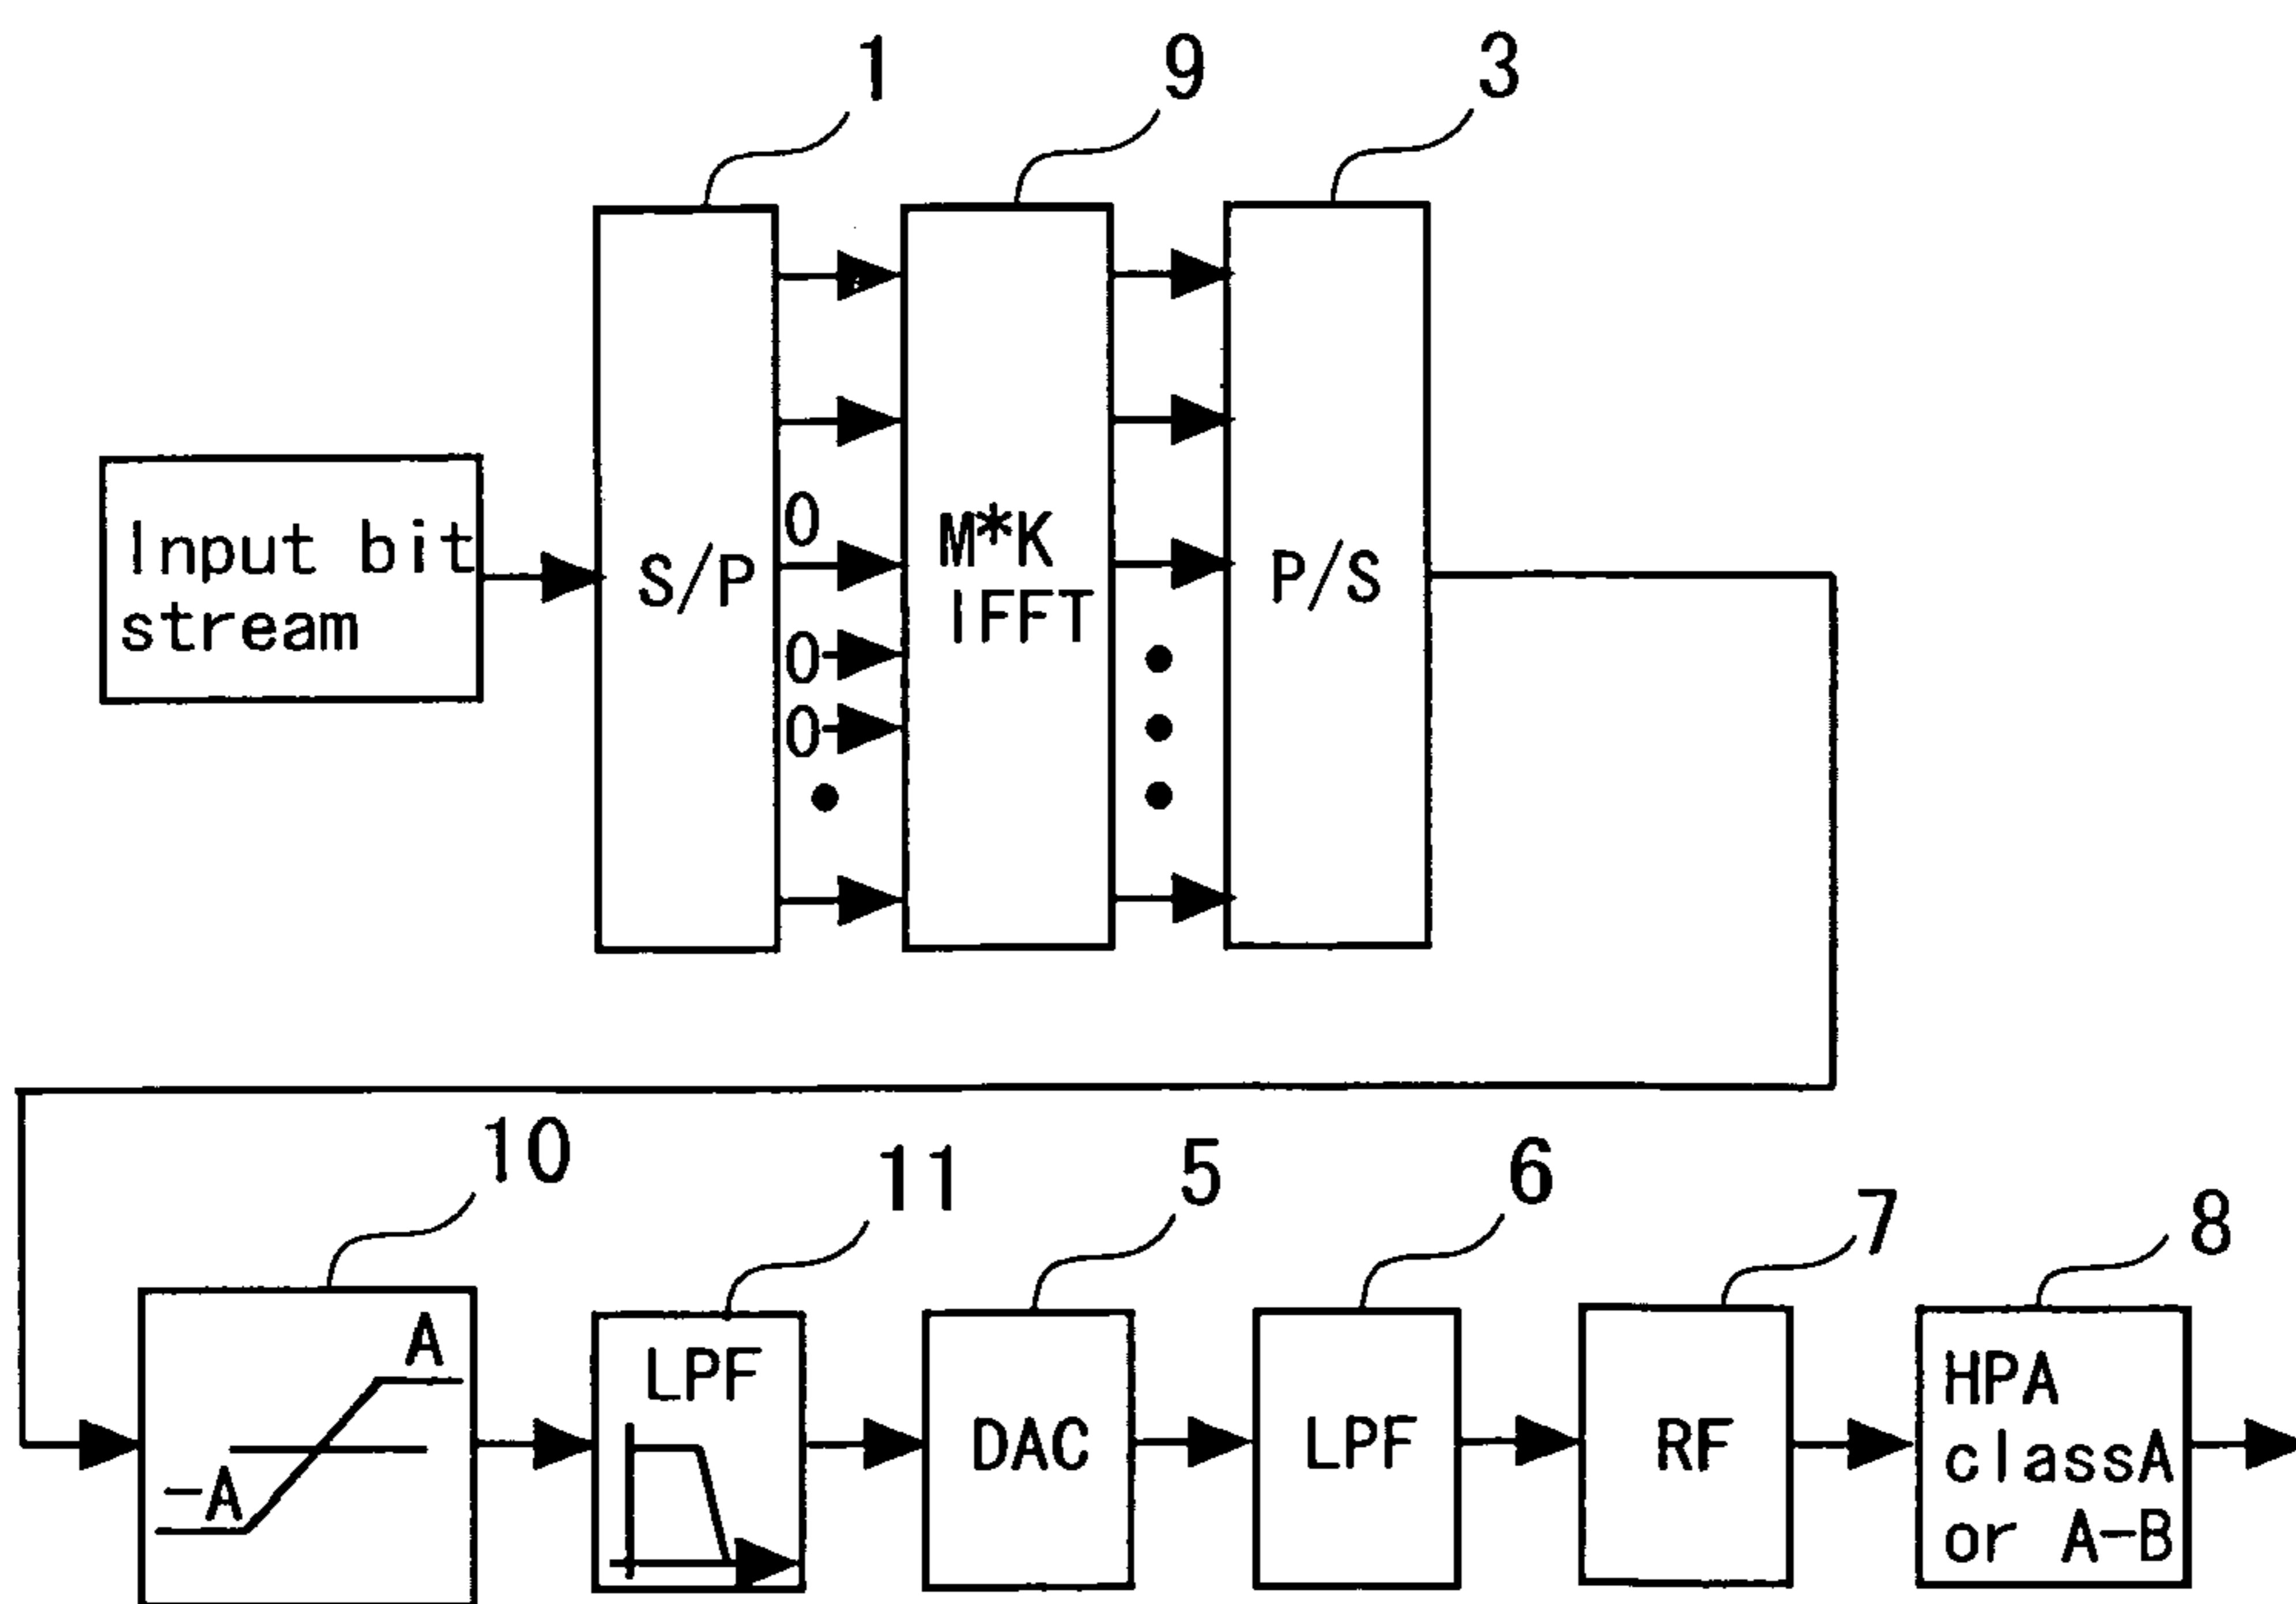 1
9
3
Input bit
stream
S/P
0
0
0
M*K
IFFT
P/S
10
11
5
6
7
8
A
-A
LPF
DAC
LPF
RF
HPA
classA
or A-B